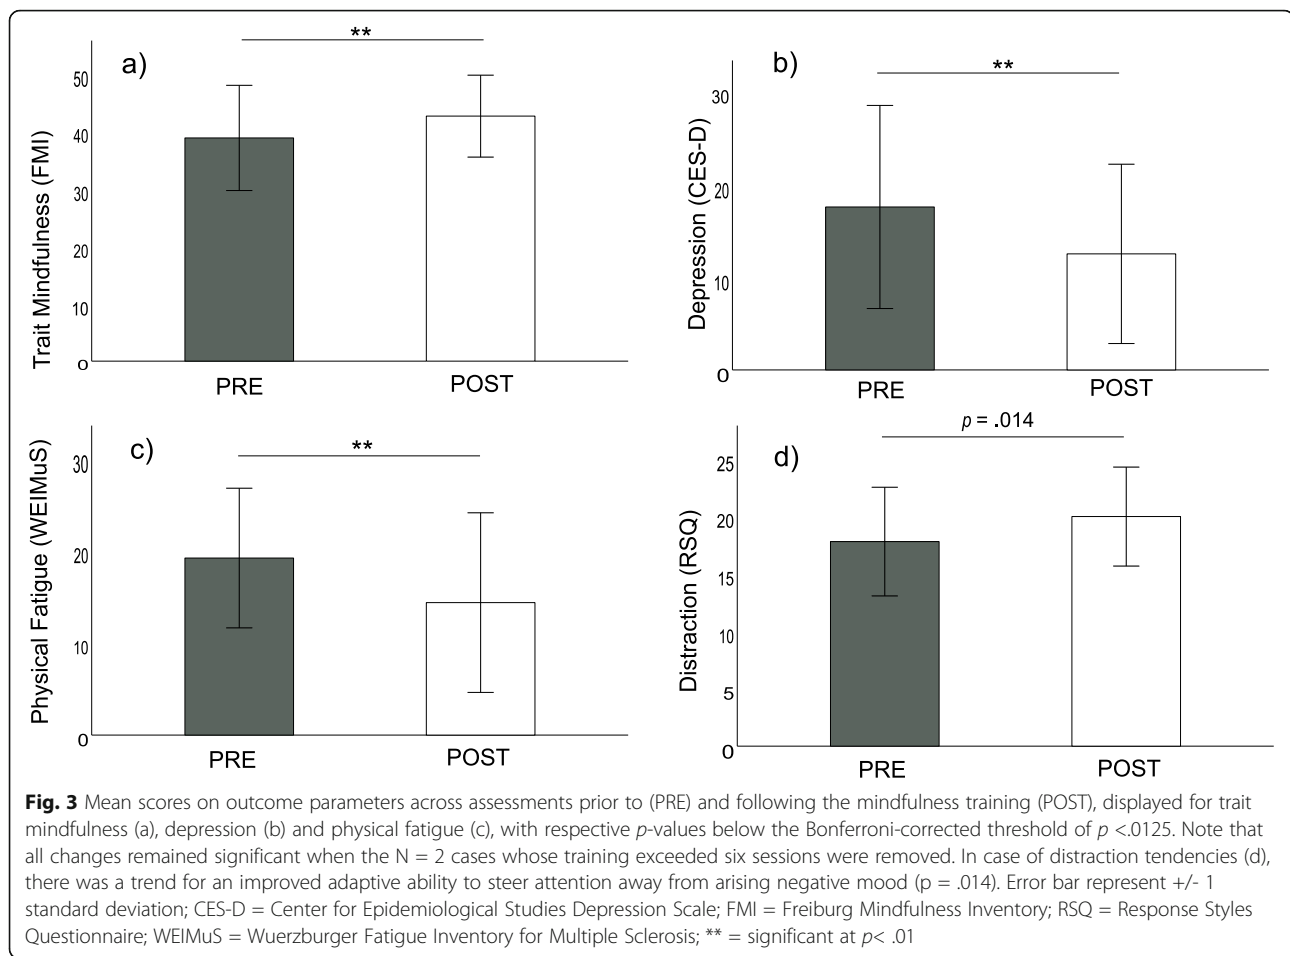 **
a)
50
40
30
20
10
0
Trait Mindfulness (FMI)
PRE
POST
**
b)
30
20
10
0
Depression (CES-D)
PRE
POST
**
c)
30
20
10
0
Physical Fatigue (WEIMuS)
PRE
POST
p = .014
d)
25
20
15
10
5
0
Distraction (RSQ)
PRE
POST
Fig. 3 Mean scores on outcome parameters across assessments prior to (PRE) and following the mindfulness training (POST), displayed for trait
mindfulness (a), depression (b) and physical fatigue (c), with respective p-values below the Bonferroni-corrected threshold of p <.0125. Note that
all changes remained significant when the N = 2 cases whose training exceeded six sessions were removed. In case of distraction tendencies (d),
there was a trend for an improved adaptive ability to steer attention away from arising negative mood (p = .014). Error bar represent +/- 1
standard deviation; CES-D = Center for Epidemiological Studies Depression Scale; FMI = Freiburg Mindfulness Inventory; RSQ = Response Styles
Questionnaire; WEIMuS = Wuerzburger Fatigue Inventory for Multiple Sclerosis; ** = significant at p< .01